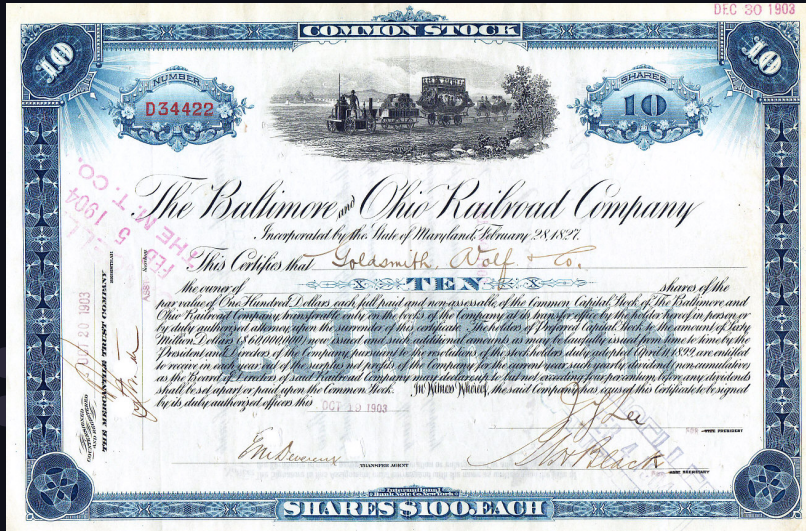 DEC 30 1903
COMMON STOCK
10
10
NUMBER
D34422
SHARES
10
The Baltimore and Ohio Railroad Company
Incorporated by the State of Maryland, February 28, 1827.
This Certifies that Goldsmith, Wolf & Co.
the owner of TEN shares of the
par value of One Hundred Dollars each, full paid and non-assessable of the Common Capital Stock of The Baltimore and
Ohio Railroad Company, transferable only on the books of the Company at its transfer office by the holder hereof in person or
by duly authorized attorney, upon the surrender of this certificate. The holders of Preferred Capital Stock to the amount of Sixty
Million Dollars ($60,000,000) now issued and such additional amounts as may be lawfully issued from time to time by the
President and Directors of the Company, pursuant to the resolutions of the stockholders duly adopted April 11, 1899, are entitled
to receive in each year out of the surplus net profits of the Company for the current year such yearly dividend (non-cumulative)
as the Board of Directors of said Railroad Company may declare up to but not exceeding four per centum, before any dividends
shall be set apart or paid upon the Common Stock. In Witness Whereof, the said Company has caused this Certificate to be signed
by its duly authorized officers this OCT 19 1903
VICE PRESIDENT
TRANSFER AGENT
Black
SECRETARY
International
Bank Note Co. New York
SHARES $100. EACH
FEB 5 1904
THE M. T. CO.
20 1903
THE MERCANTILE TRUST COMPANY